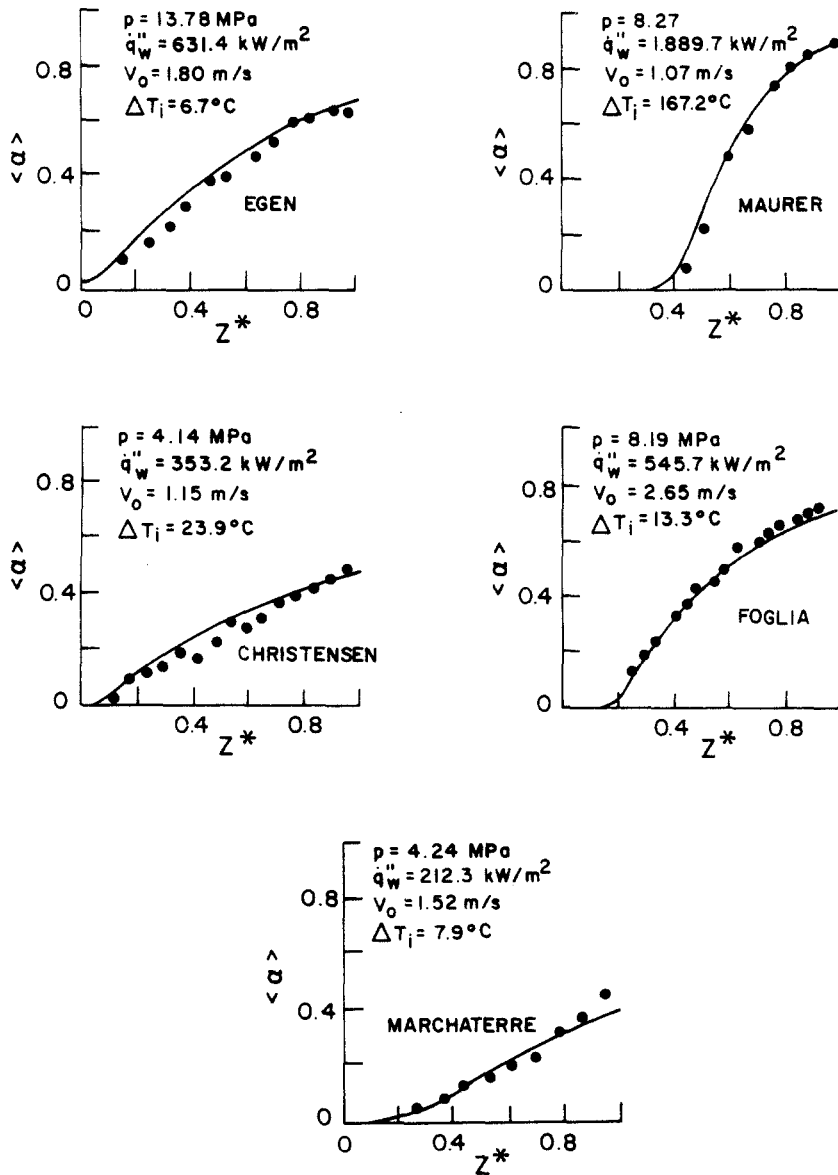 p = 13.78 MPa
q̇"w = 631.4 kW/m²
Vo = 1.80 m/s
ΔTi = 6.7°C
0.8
0.4
0
<α>
EGEN
0
0.4
0.8
Z*
p = 8.27
q̇"w = 1.889.7 kW/m²
Vo = 1.07 m/s
ΔTi = 167.2°C
0.8
0.4
0
<α>
MAURER
0.4
0.8
Z*
p = 4.14 MPa
q̇"w = 353.2 kW/m²
Vo = 1.15 m/s
ΔTi = 23.9°C
0.8
0.4
0
<α>
CHRISTENSEN
0.4
0.8
Z*
p = 8.19 MPa
q̇"w = 545.7 kW/m²
Vo = 2.65 m/s
ΔTi = 13.3°C
0.8
0.4
0
<α>
FOGLIA
0.4
0.8
Z*
p = 4.24 MPa
q̇"w = 212.3 kW/m²
Vo = 1.52 m/s
ΔTi = 7.9°C
0.8
0.4
0
<α>
MARCHATERRE
0
0.4
0.8
Z*